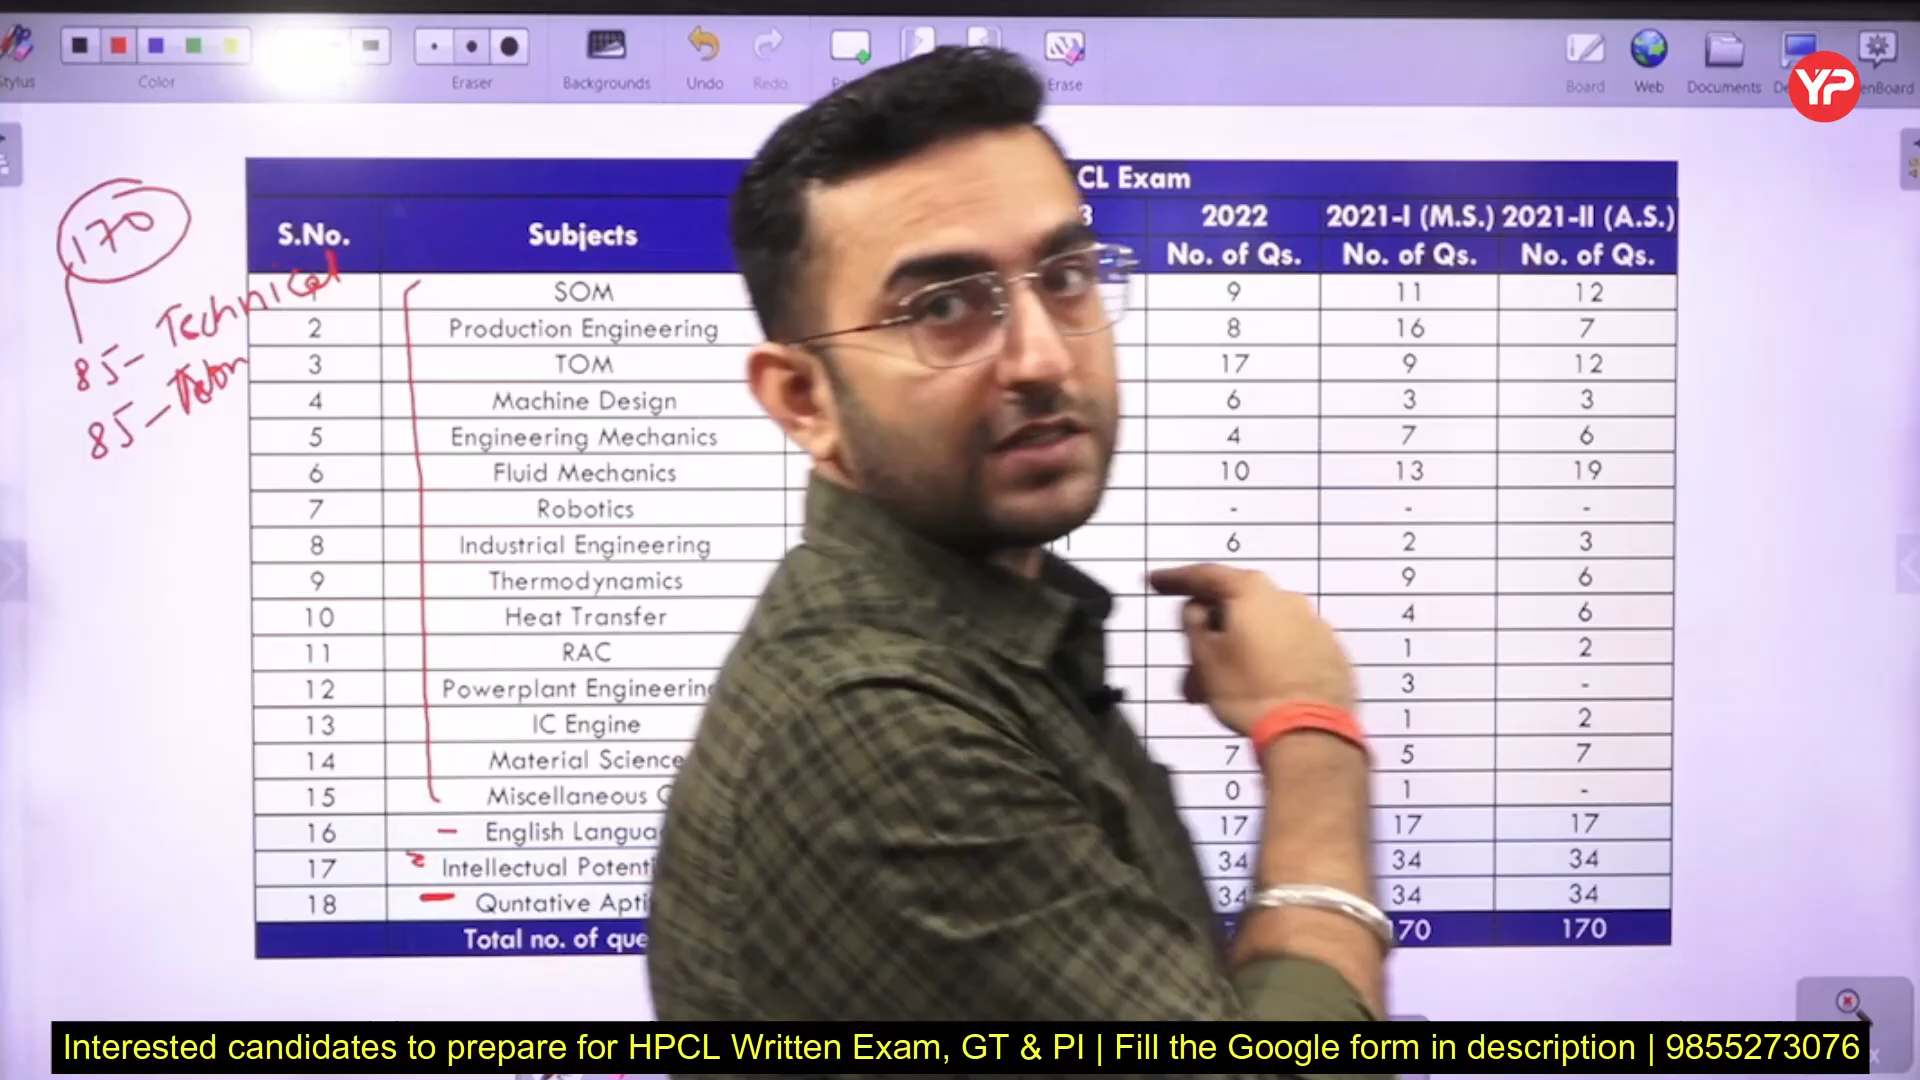 Stylus
Color
Eraser
Backgrounds
Undo
Redo
Erase
Board
Web
Documents
enBoard
YP
170
85- Technical
85-
CL Exam
S.No. Subjects 3 2022 2021-I (M.S.) 2021-II (A.S.)
No. of Qs. No. of Qs. No. of Qs.
1 SOM 9 11 12
2 Production Engineering 8 16 7
3 TOM 17 9 12
4 Machine Design 6 3 3
5 Engineering Mechanics 4 7 6
6 Fluid Mechanics 10 13 19
7 Robotics - - -
8 Industrial Engineering 6 2 3
9 Thermodynamics 9 6
10 Heat Transfer 4 6
11 RAC 1 2
12 Powerplant Engineering 3 -
13 IC Engine 1 2
14 Material Science 7 5 7
15 Miscellaneous 0 1 -
16 English Langua 17 17 17
17 Intellectual Potenti 34 34 34
18 Quntative Apti 34 34 34
Total no. of que 170 170
Interested candidates to prepare for HPCL Written Exam, GT & PI | Fill the Google form in description | 9855273076